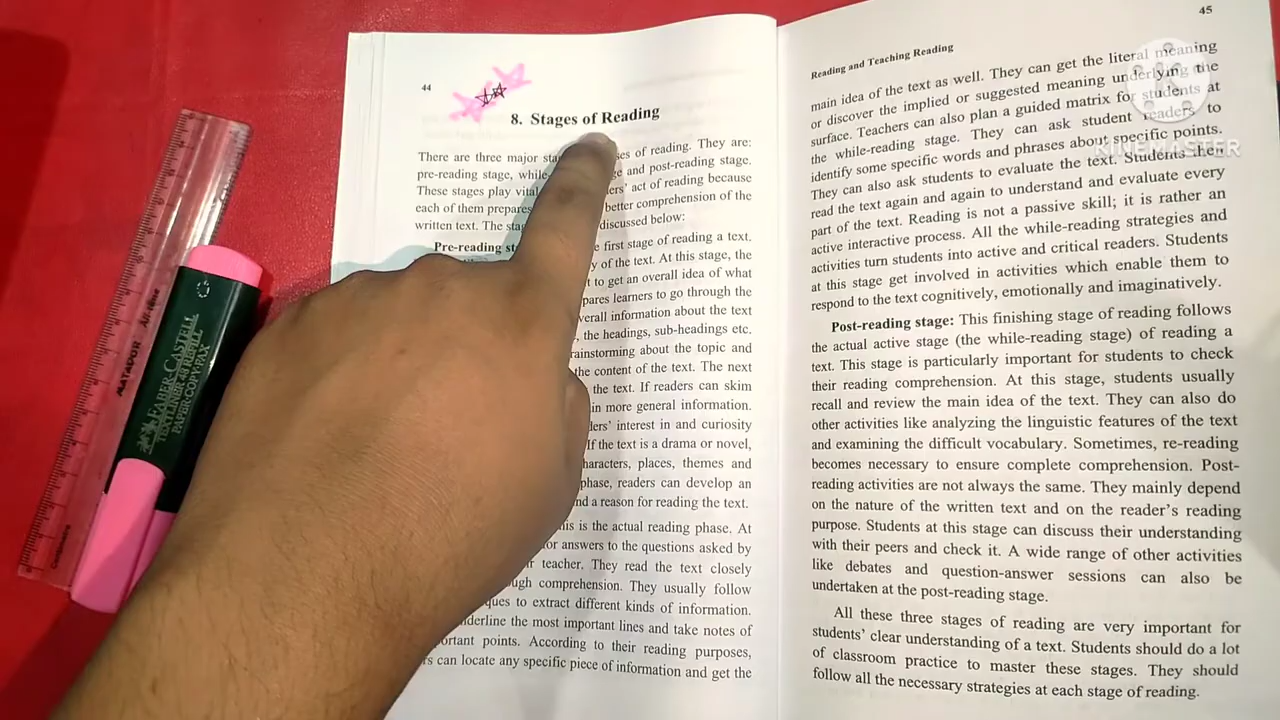 44
8. Stages of Reading
There are three major ses of reading. They are:
pre-reading stage, and post-reading stage.
These stages play act of reading because
each of them prepares better comprehension of the
written text. The discussed below:
Pre-reading first stage of reading a text.
of the text. At this stage, the
to get an overall idea of what
learners to go through the
information about the text
the headings, sub-headings etc.
about the topic and
the content of the text. The next
the text. If readers can skim
in more general information.
interest in and curiosity
If the text is a drama or novel,
places, themes and
phase, readers can develop an
a reason for reading the text.
is the actual reading phase. At
for answers to the questions asked by
teacher. They read the text closely
comprehension. They usually follow
to extract different kinds of information.
the most important lines and take notes of
points. According to their reading purposes,
can locate any specific piece of information and get the
45
Reading and Teaching Reading
main idea of the text as well. They can get the literal meaning
or discover the implied or suggested meaning underlying the
surface. Teachers can also plan a guided matrix for students at
the while-reading stage. They can ask student readers to
identify some specific words and phrases about specific points.
They can also ask students to evaluate the text. Students then
read the text again and again to understand and evaluate every
part of the text. Reading is not a passive skill; it is rather an
active interactive process. All the while-reading strategies and
activities turn students into active and critical readers. Students
at this stage get involved in activities which enable them to
respond to the text cognitively, emotionally and imaginatively.
Post-reading stage: This finishing stage of reading follows
the actual active stage (the while-reading stage) of reading a
text. This stage is particularly important for students to check
their reading comprehension. At this stage, students usually
recall and review the main idea of the text. They can also do
other activities like analyzing the linguistic features of the text
and examining the difficult vocabulary. Sometimes, re-reading
becomes necessary to ensure complete comprehension. Post-
reading activities are not always the same. They mainly depend
on the nature of the written text and on the reader's reading
purpose. Students at this stage can discuss their understanding
with their peers and check it. A wide range of other activities
like debates and question-answer sessions can also be
undertaken at the post-reading stage.
All these three stages of reading are very important for
students' clear understanding of a text. Students should do a lot
of classroom practice to master these stages. They should
follow all the necessary strategies at each stage of reading.
KINEMASTER
MATADOR All-Time
Centimetre
FABER-CASTELL
TEXTLINER 48 REFILL
PAPER·COPY·FAX